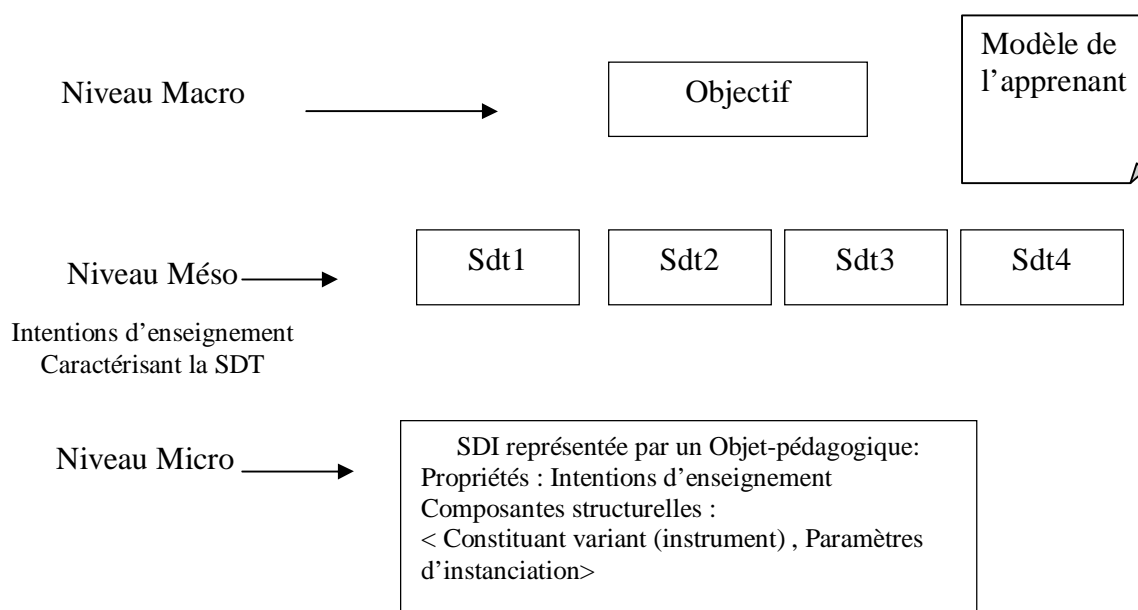 Niveau Macro
Objectif
Modèle de
l’apprenant
Niveau Méso
Sdt1
Sdt2
Sdt3
Sdt4
Intentions d’enseignement
Caractérisant la SDT
Niveau Micro
SDI représentée par un Objet-pédagogique:
Propriétés : Intentions d’enseignement
Composantes structurelles :
< Constituant variant (instrument) , Paramètres
d’instanciation>